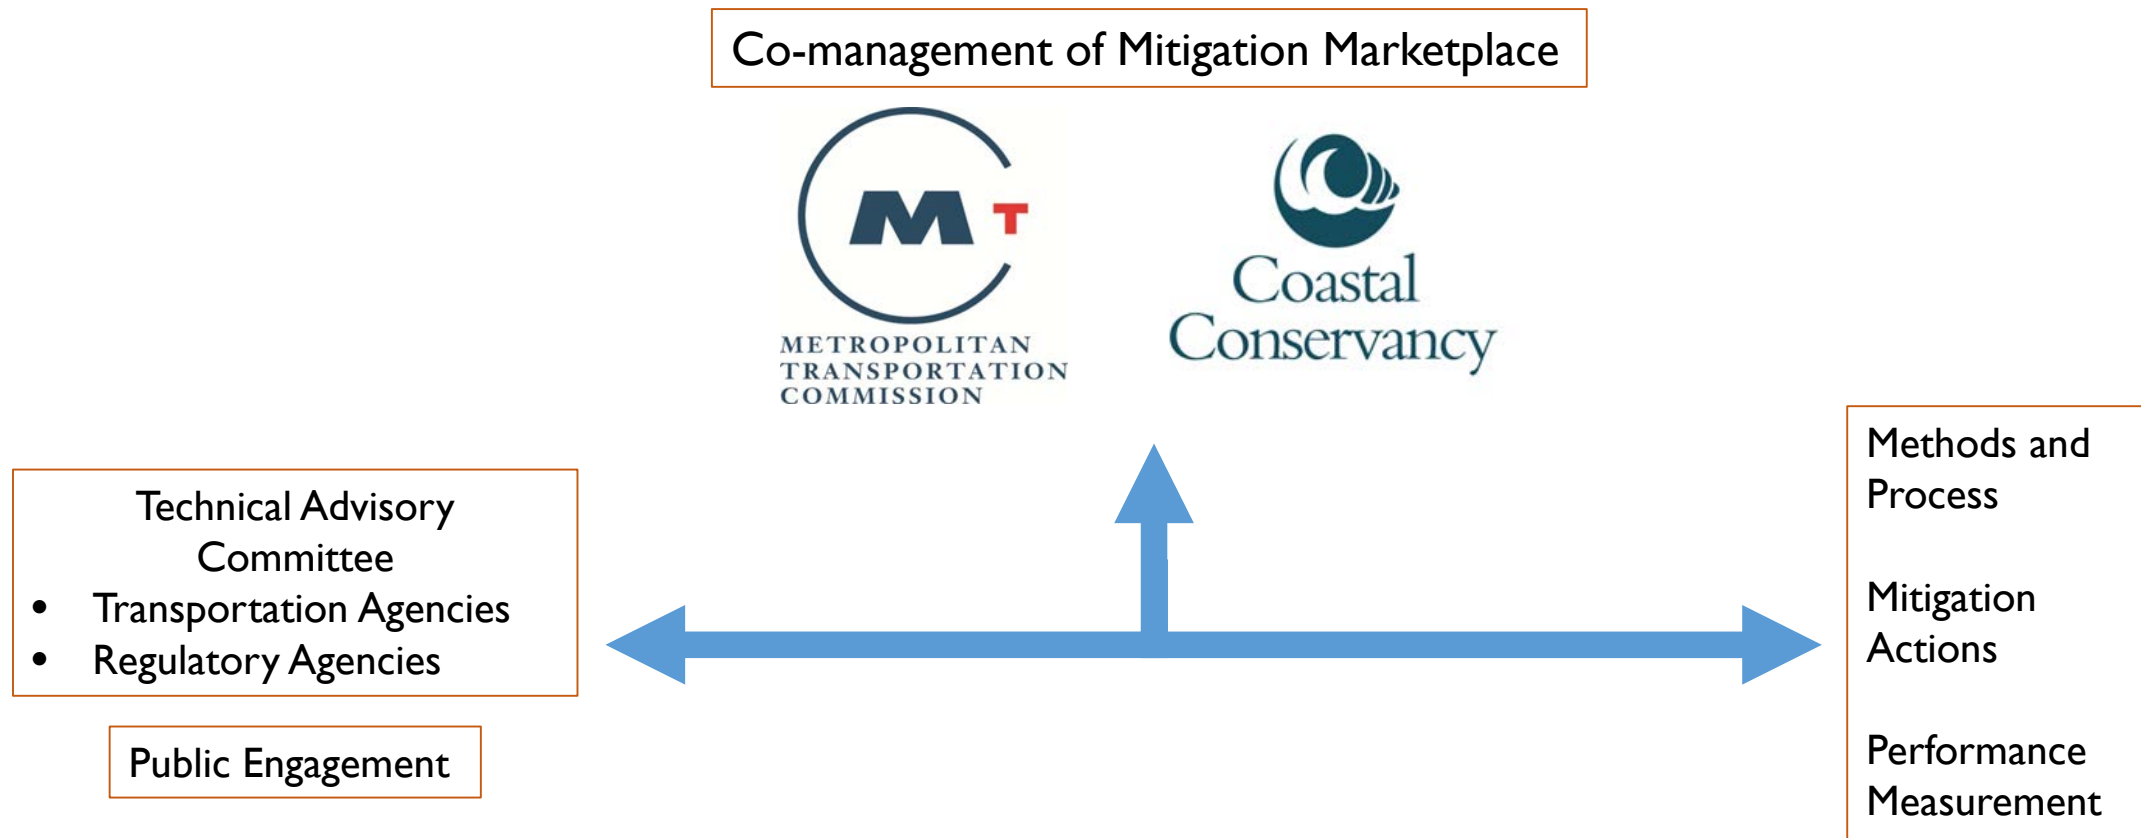 Co-management of Mitigation Marketplace
M T
METROPOLITAN
TRANSPORTATION
COMMISSION
Coastal
Conservancy
Technical Advisory
Committee
• Transportation Agencies
• Regulatory Agencies
Public Engagement
Methods and
Process
Mitigation
Actions
Performance
Measurement